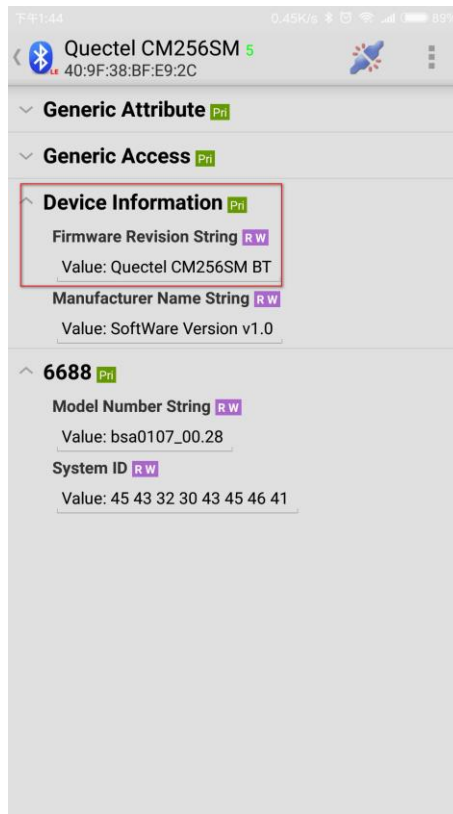 下午1:44 0.45K/s 89%
Quectel CM256SM 5
40:9F:38:BF:E9:2C
LE
Generic Attribute Pri
Generic Access Pri
Device Information Pri
Firmware Revision String R W
Value: Quectel CM256SM BT
Manufacturer Name String R W
Value: SoftWare Version v1.0
6688 Pri
Model Number String R W
Value: bsa0107_00.28
System ID R W
Value: 45 43 32 30 43 45 46 41